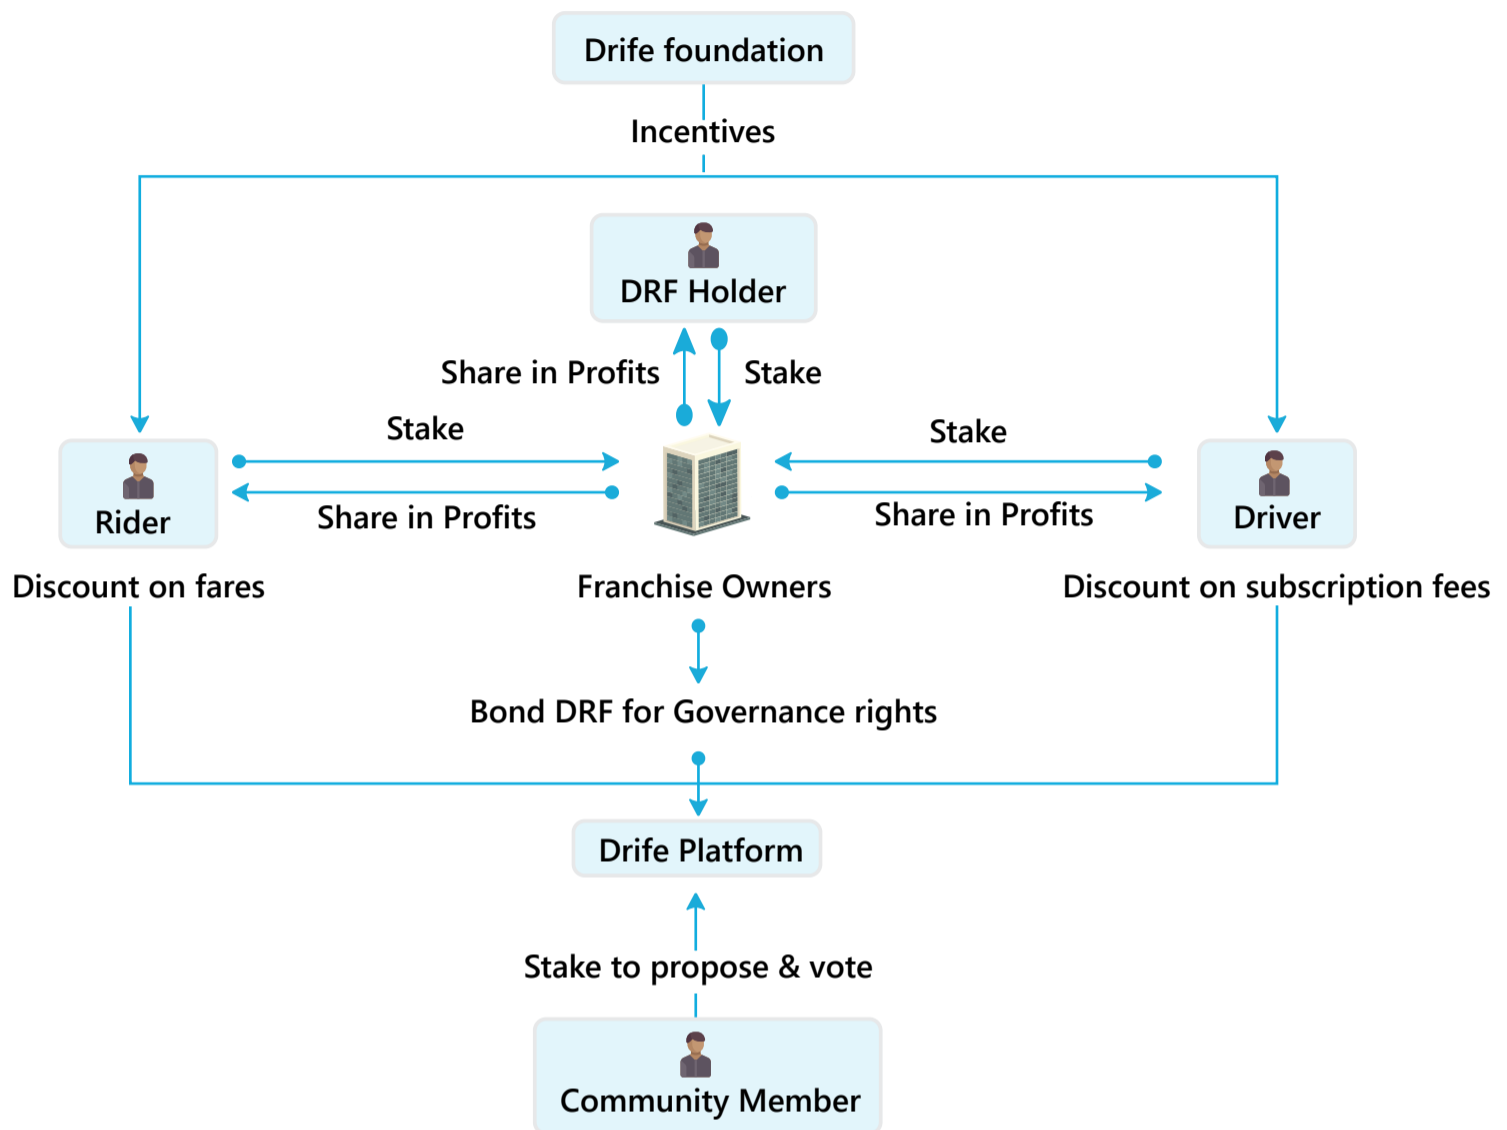 Drife foundation
Incentives
DRF Holder
Share in Profits
Stake
Stake
Stake
Rider
Share in Profits
Share in Profits
Driver
Discount on fares
Franchise Owners
Discount on subscription fees
Bond DRF for Governance rights
Drife Platform
Stake to propose & vote
Community Member